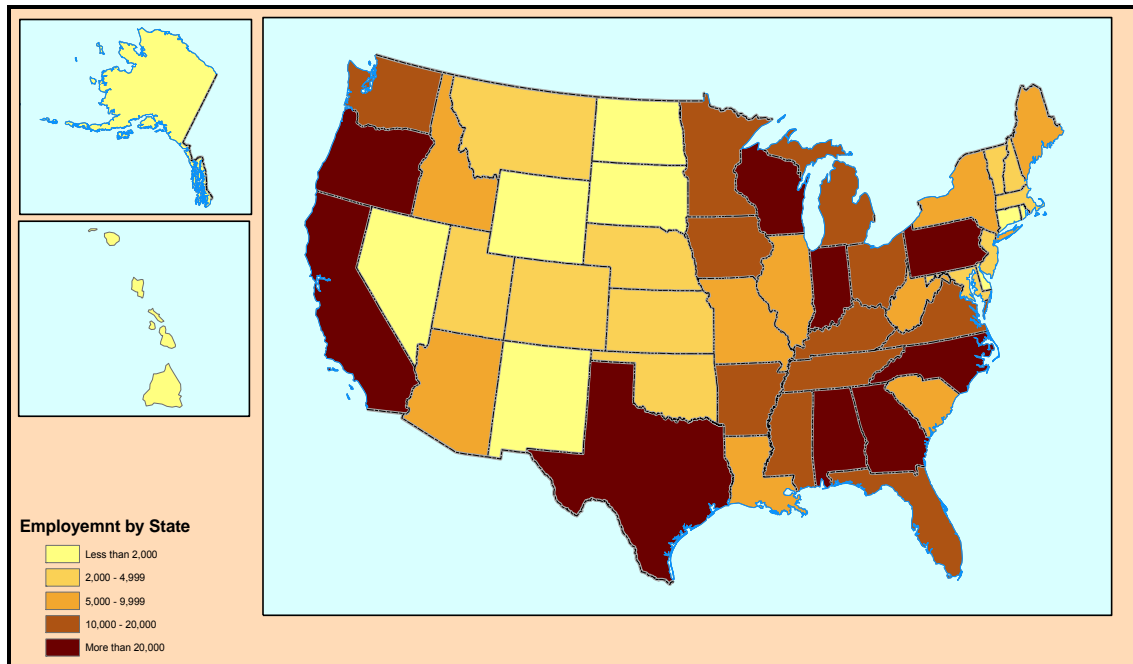 Employemnt by State
Less than 2,000
2,000 - 4,999
5,000 - 9,999
10,000 - 20,000
More than 20,000